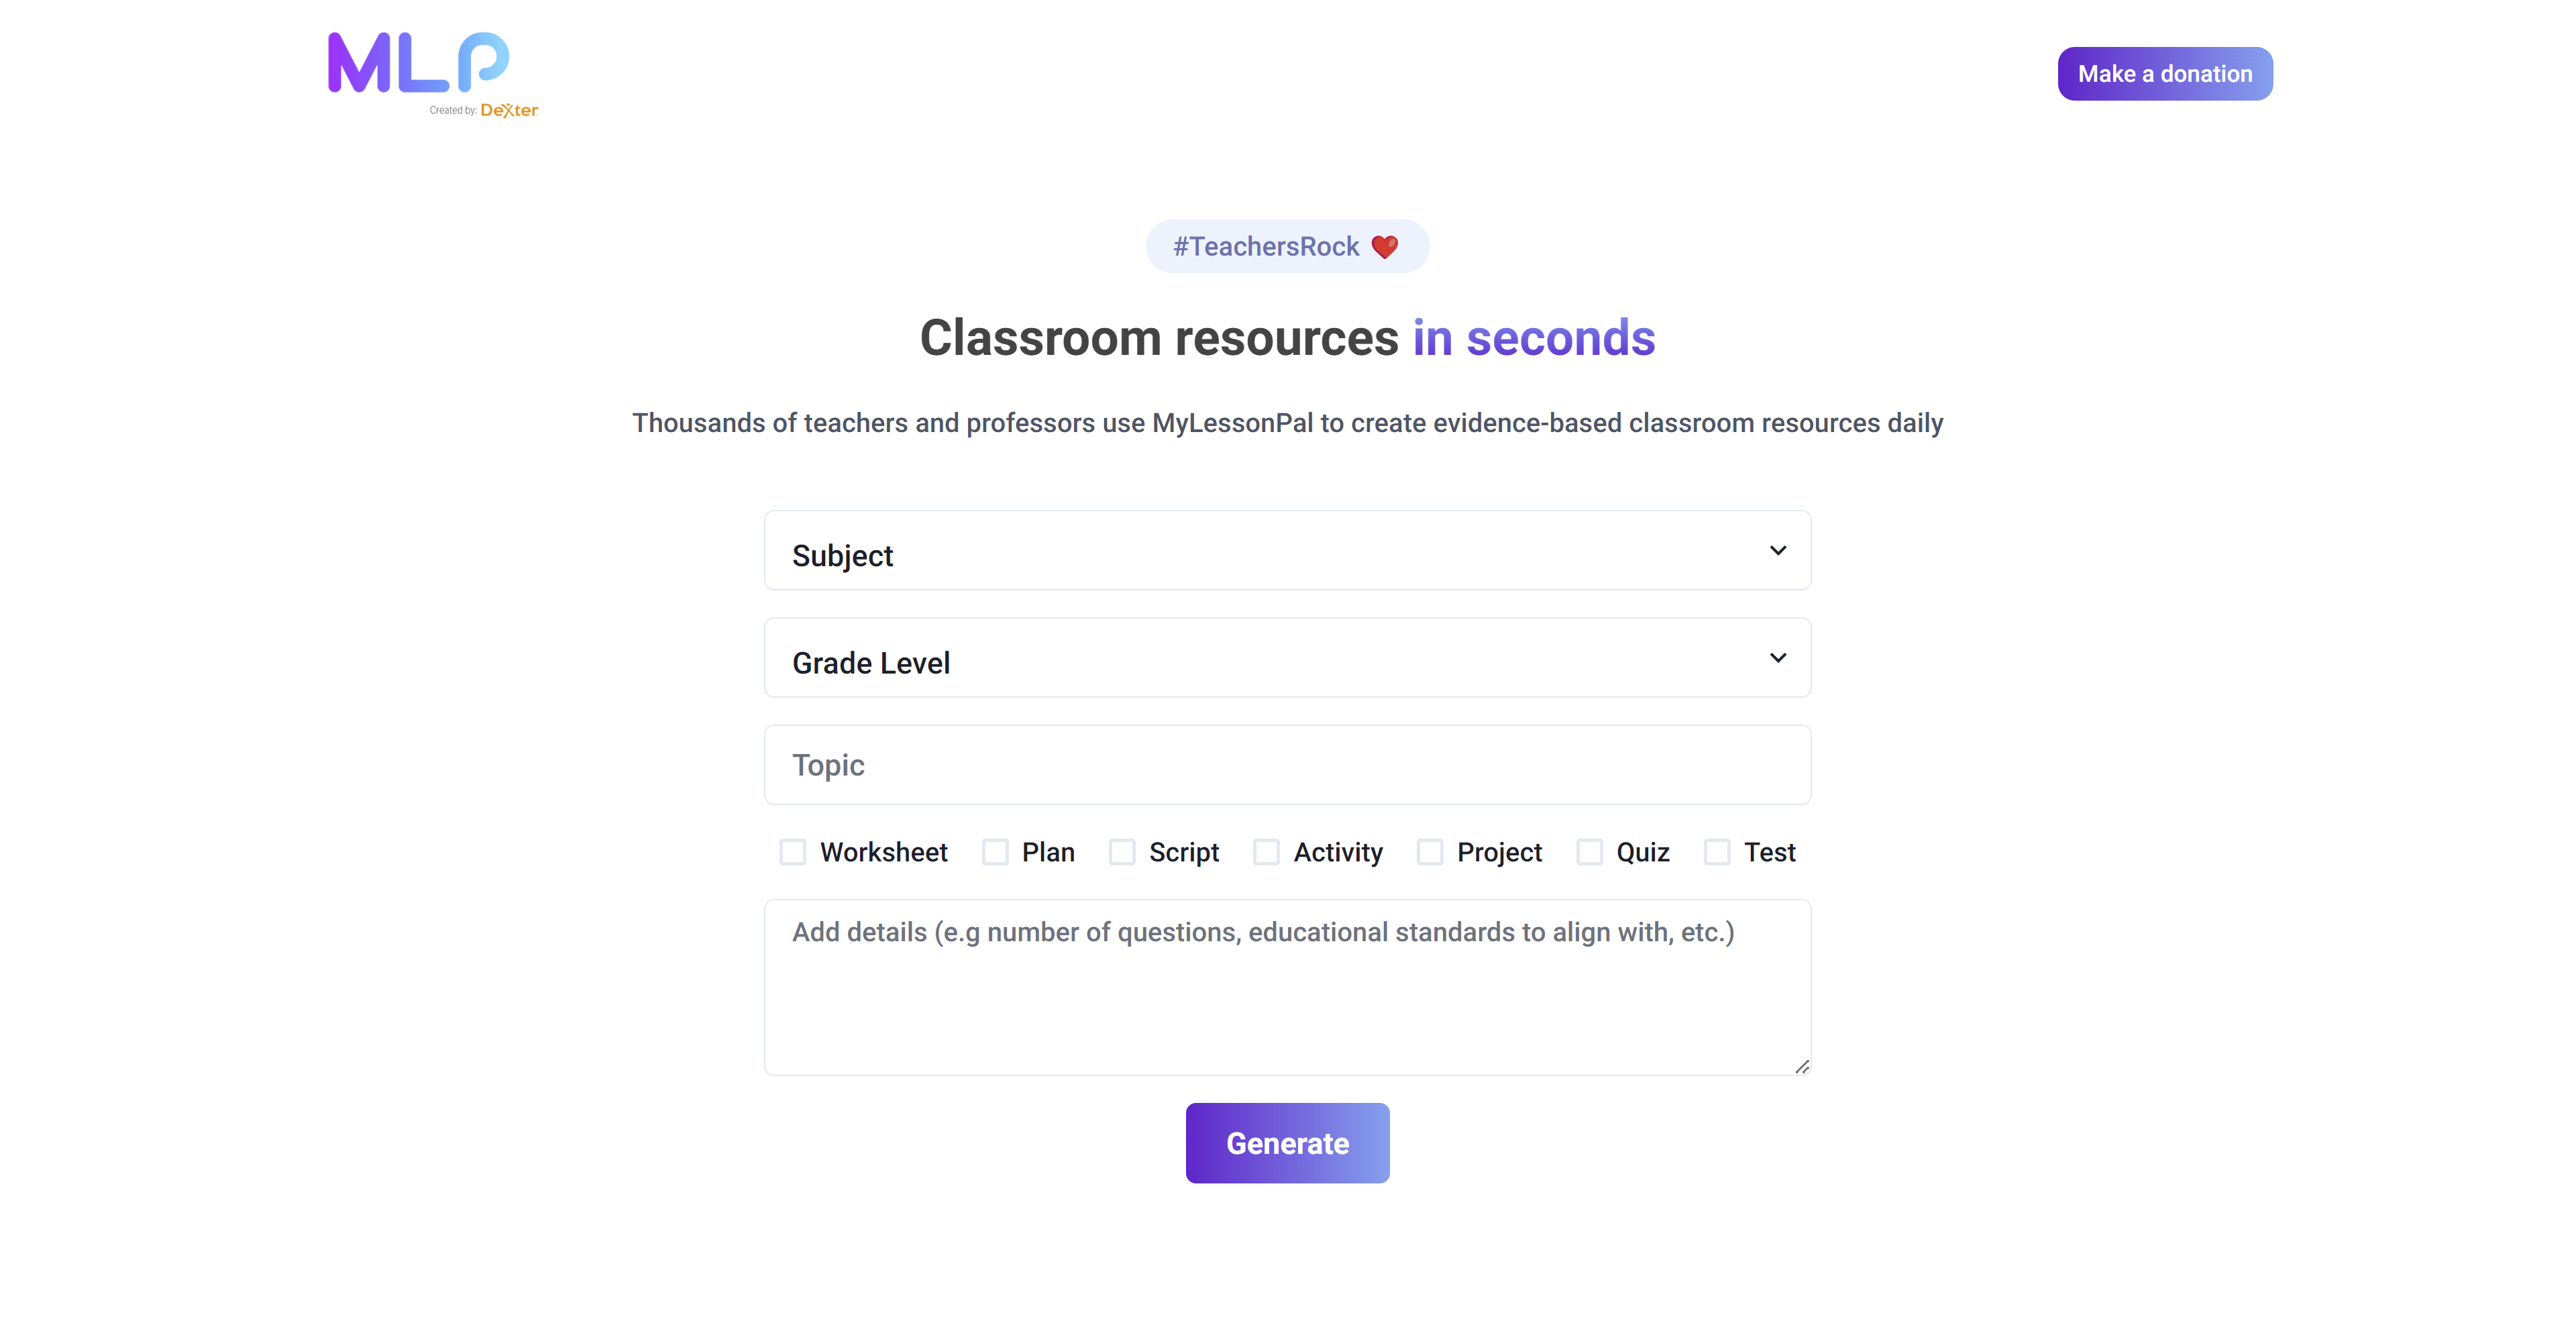 MLP
Created by: Dexter
Make a donation
#TeachersRock
Classroom resources in seconds
Thousands of teachers and professors use MyLessonPal to create evidence-based classroom resources daily
Subject
Grade Level
Topic
Worksheet Plan Script Activity Project Quiz Test
Add details (e.g number of questions, educational standards to align with, etc.)
Generate